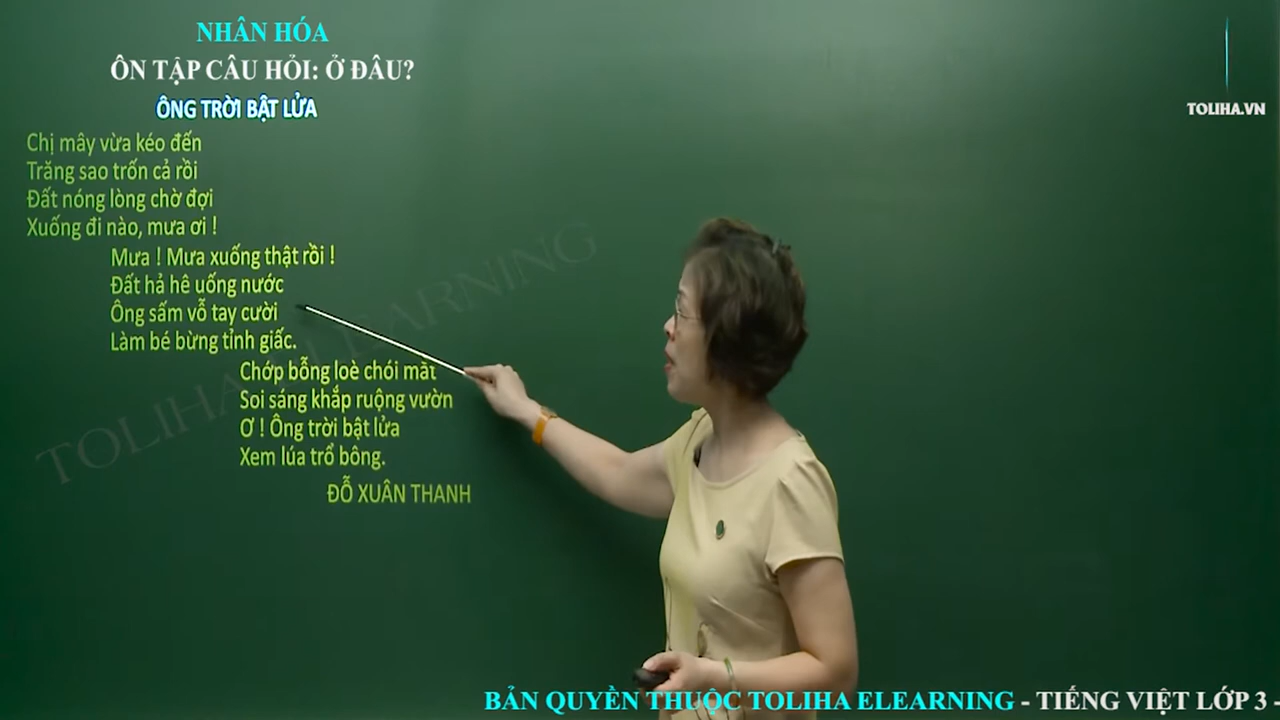 NHÂN HÓA
ÔN TẬP CÂU HỎI: Ở ĐÂU?
ÔNG TRỜI BẬT LỬA
TOLIHA.VN
Chị mây vừa kéo đến
Trăng sao trốn cả rồi
Đất nóng lòng chờ đợi
Xuống đi nào, mưa ơi !
Mưa ! Mưa xuống thật rồi !
Đất hả hê uống nước
Ông sấm vỗ tay cười
Làm bé bừng tỉnh giấc.
Chớp bỗng loè chói mắt
Soi sáng khắp ruộng vườn
Ơ ! Ông trời bật lửa
Xem lúa trổ bông.
ĐỖ XUÂN THANH
TOLIHA ELEARNING
BẢN QUYỀN THUỘC TOLIHA ELEARNING - TIẾNG VIỆT LỚP 3 -